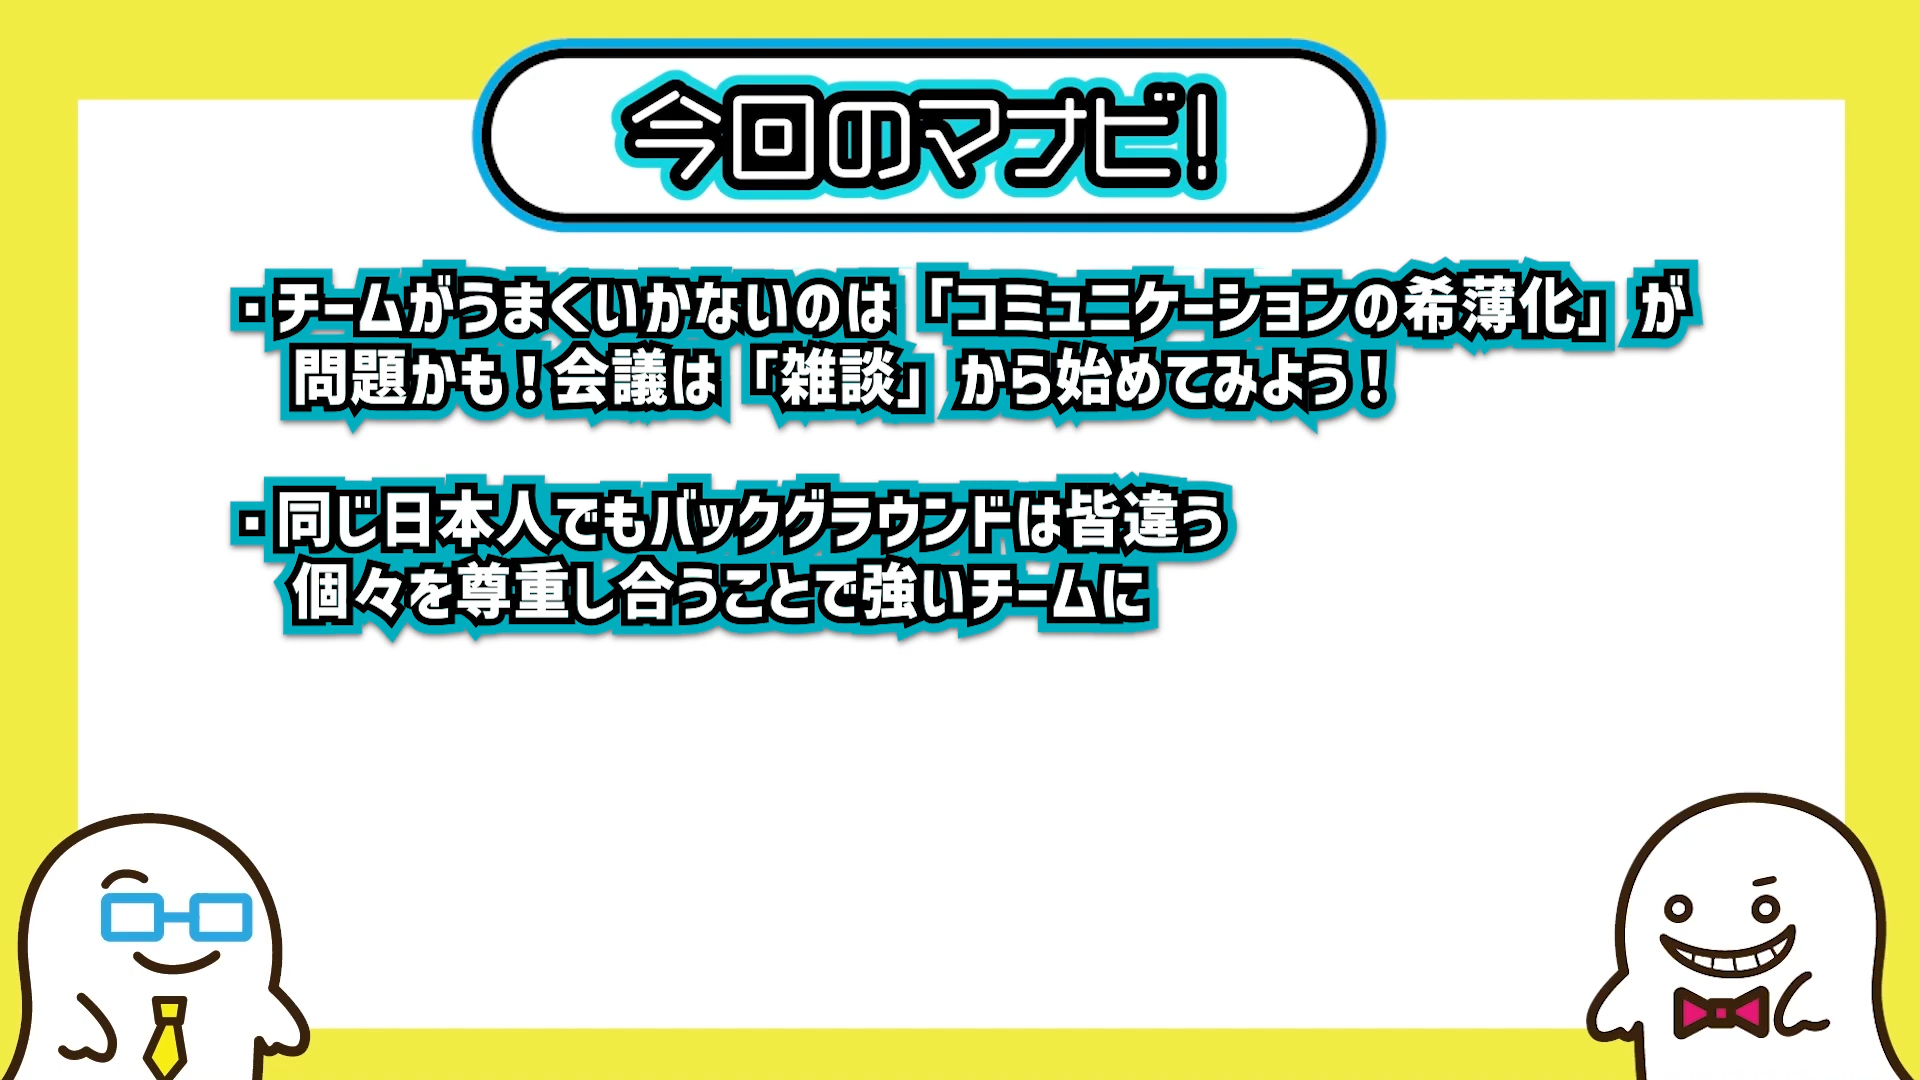 今回のマナビ！
・チームがうまくいかないのは「コミュニケーションの希薄化」が
問題かも！会議は「雑談」から始めてみよう！
・同じ日本人でもバックグラウンドは皆違う
個々を尊重し合うことで強いチームに